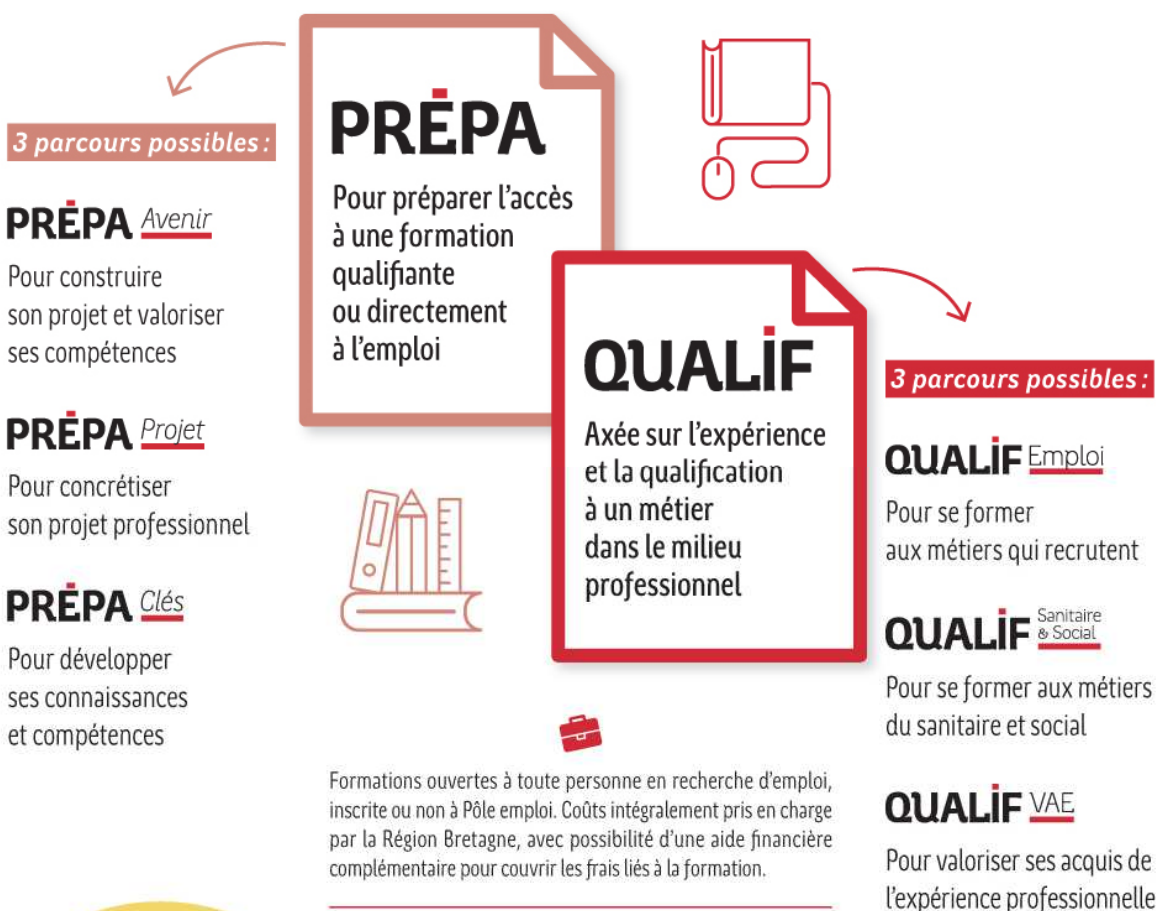 PRÉPA
Pour préparer l'accès
à une formation
qualifiante
ou directement
à l'emploi
3 parcours possibles :
PRÉPA Avenir
Pour construire
son projet et valoriser
ses compétences
PRÉPA Projet
Pour concrétiser
son projet professionnel
PRÉPA Clés
Pour développer
ses connaissances
et compétences
QUALIF
Axée sur l'expérience
et la qualification
à un métier
dans le milieu
professionnel
3 parcours possibles :
QUALIF Emploi
Pour se former
aux métiers qui recrutent
QUALIF Sanitaire
& Social
Pour se former aux métiers
du sanitaire et social
QUALIF VAE
Pour valoriser ses acquis de
l'expérience professionnelle
Formations ouvertes à toute personne en recherche d'emploi,
inscrite ou non à Pôle emploi. Coûts intégralement pris en charge
par la Région Bretagne, avec possibilité d'une aide financière
complémentaire pour couvrir les frais liés à la formation.